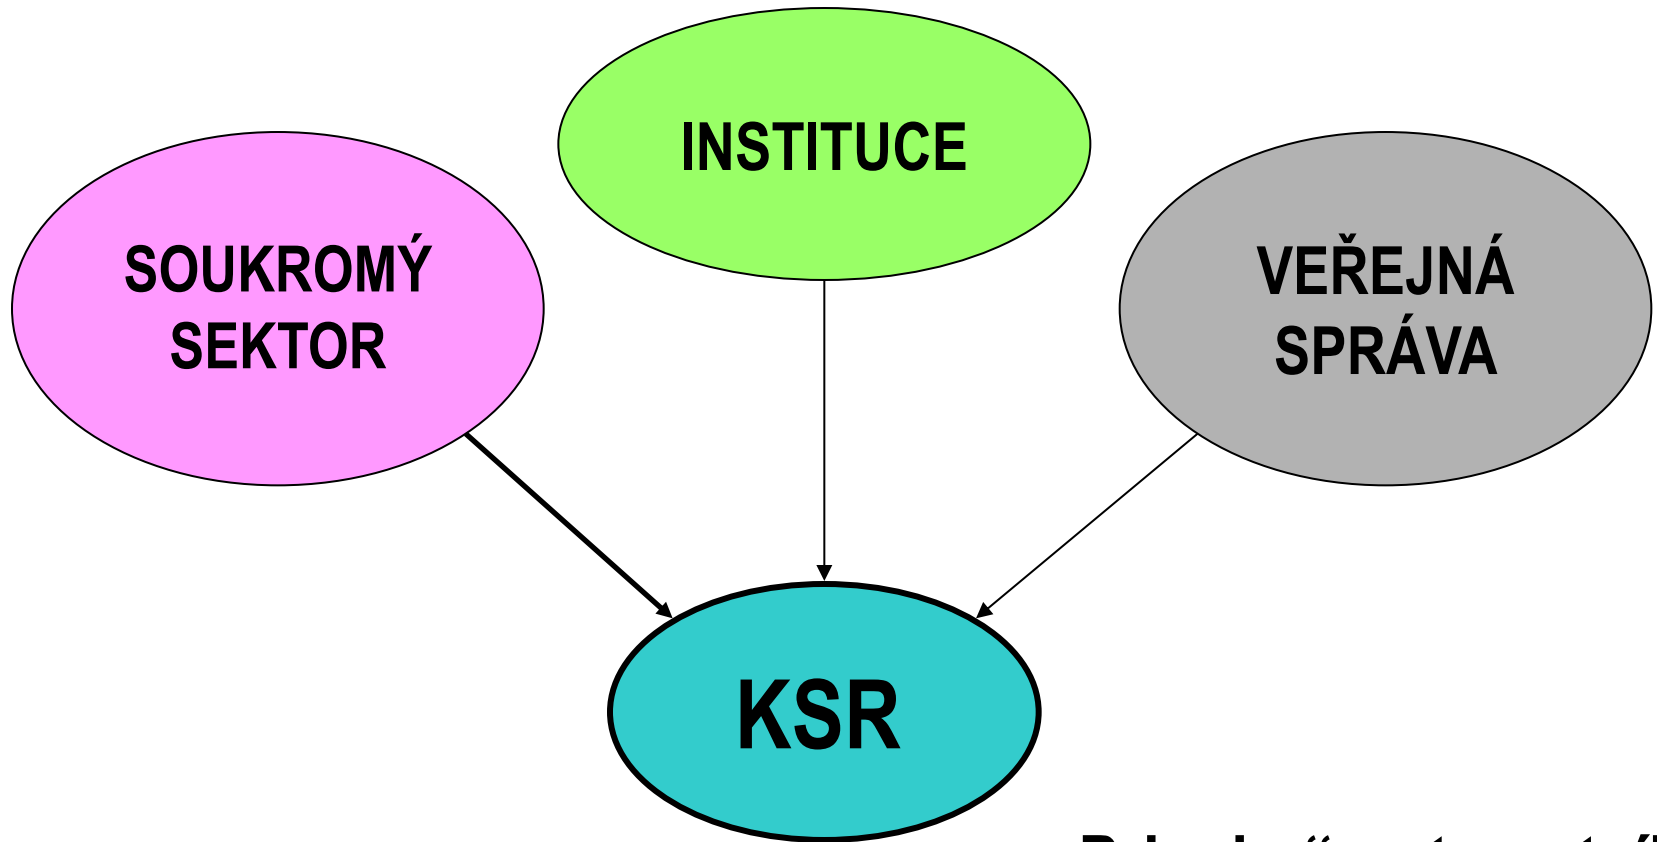 INSTITUCE
SOUKROMÝ
SEKTOR
VEŘEJNÁ
SPRÁVA
KSR